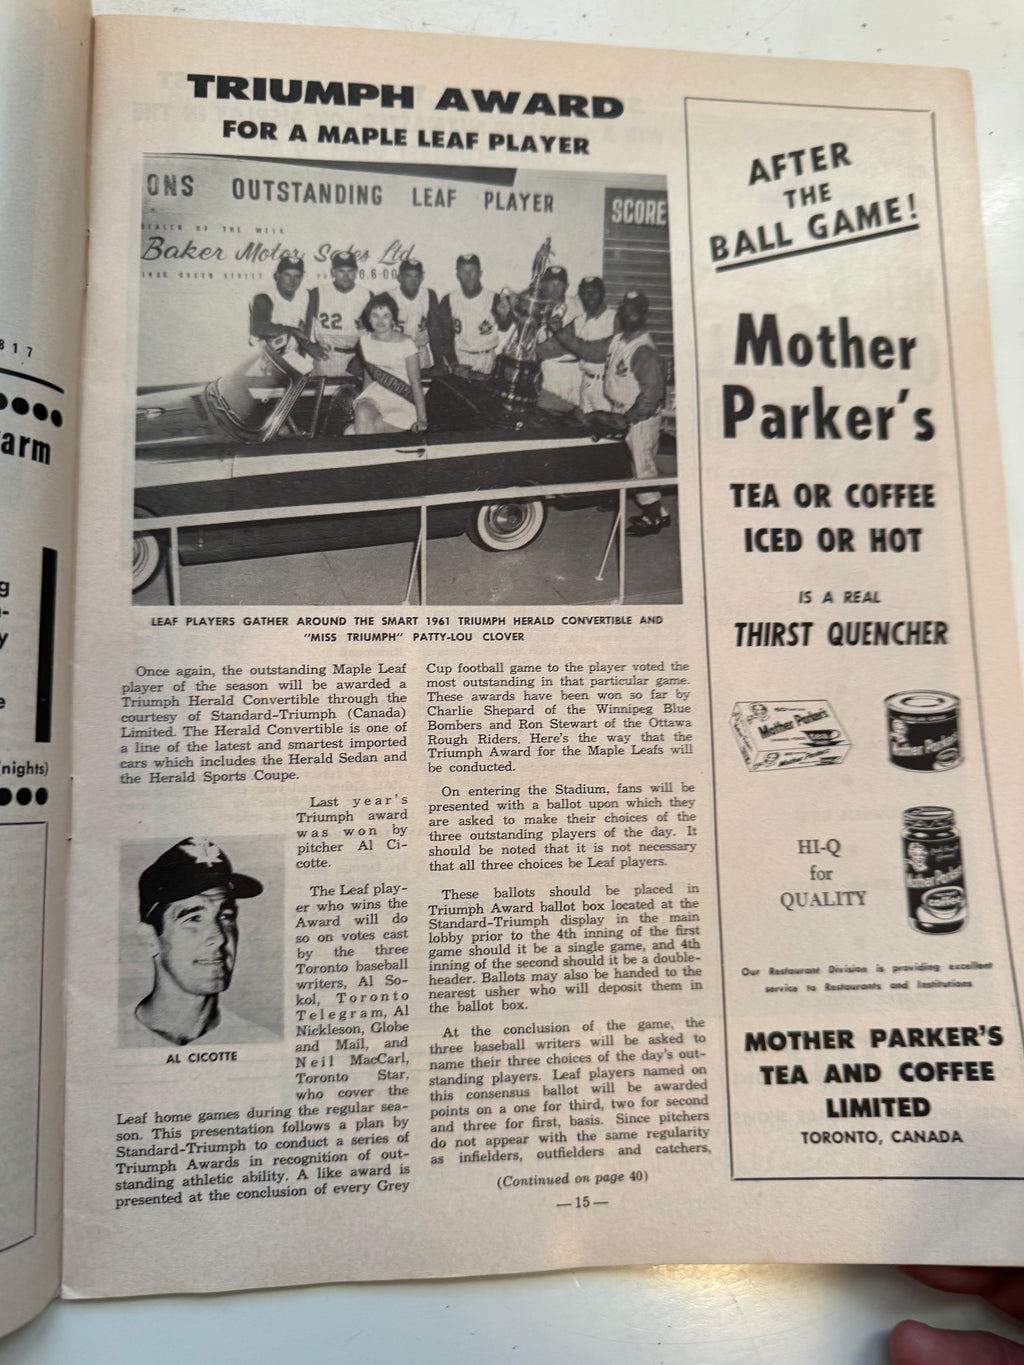 817
arm
g
y
e
nights)
TRIUMPH AWARD
FOR A MAPLE LEAF PLAYER
ONS OUTSTANDING LEAF PLAYER
SCORE
DEALER OF THE WEEK
Baker Motor Sales Ltd.
22
9
LEAF PLAYERS GATHER AROUND THE SMART 1961 TRIUMPH HERALD CONVERTIBLE AND
"MISS TRIUMPH" PATTY-LOU CLOVER
Once again, the outstanding Maple Leaf
player of the season will be awarded a
Triumph Herald Convertible through the
courtesy of Standard-Triumph (Canada)
Limited. The Herald Convertible is one of
a line of the latest and smartest imported
cars which includes the Herald Sedan and
the Herald Sports Coupe.
Last year's
Triumph award
was won by
pitcher Al Ci-
cotte.
The Leaf play-
er who wins the
Award will do
so on votes cast
by the three
Toronto baseball
writers, Al So-
kol, Toronto
Telegram, Al
Nickleson, Globe
and Mail, and
Neil MacCarl,
Toronto Star,
who cover the
AL CICOTTE
Leaf home games during the regular sea-
son. This presentation follows a plan by
Standard-Triumph to conduct a series of
Triumph Awards in recognition of out-
standing athletic ability. A like award is
presented at the conclusion of every Grey
Cup football game to the player voted the
most outstanding in that particular game.
These awards have been won so far by
Charlie Shepard of the Winnipeg Blue
Bombers and Ron Stewart of the Ottawa
Rough Riders. Here's the way that the
Triumph Award for the Maple Leafs will
be conducted.
On entering the Stadium, fans will be
presented with a ballot upon which they
are asked to make their choices of the
three outstanding players of the day. It
should be noted that it is not necessary
that all three choices be Leaf players.
These ballots should be placed in
Triumph Award ballot box located at the
Standard-Triumph display in the main
lobby prior to the 4th inning of the first
game should it be a single game, and 4th
inning of the second should it be a double-
header. Ballots may also be handed to the
nearest usher who will deposit them in
the ballot box.
At the conclusion of the game, the
three baseball writers will be asked to
name their three choices of the day's out-
standing players. Leaf players named on
this consensus ballot will be awarded
points on a one for third, two for second
and three for first, basis. Since pitchers
do not appear with the same regularity
as infielders, outfielders and catchers,
(Continued on page 40)
—15—
AFTER
THE
BALL GAME!
Mother
Parker's
TEA OR COFFEE
ICED OR HOT
IS A REAL
THIRST QUENCHER
Mother Parker's
Mother Parker's
HI-Q
for
QUALITY
Mother Parker's
coffee
Our Restaurant Division is providing excellent
service to Restaurants and Institutions
MOTHER PARKER'S
TEA AND COFFEE
LIMITED
TORONTO, CANADA